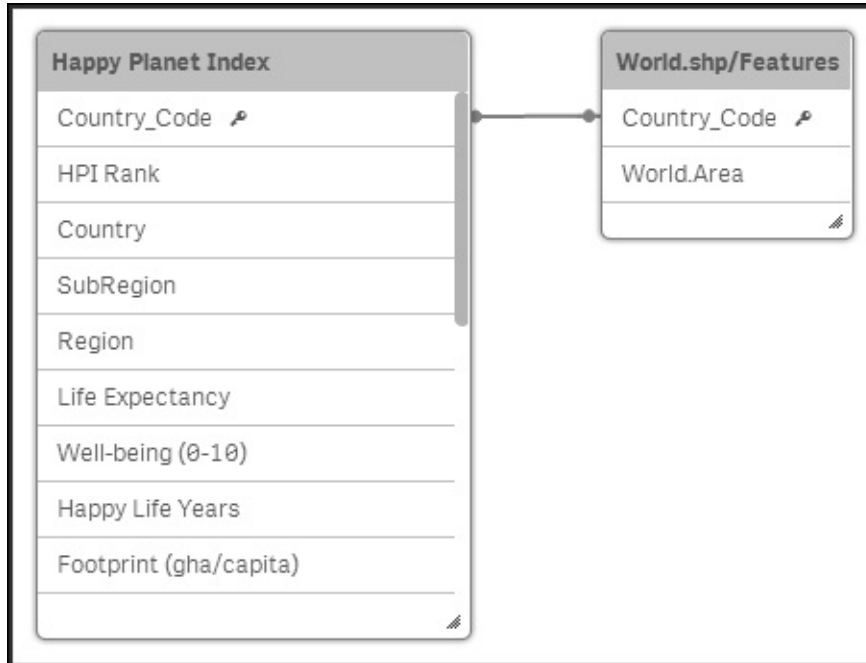 Happy Planet Index
Country_Code
HPI Rank
Country
SubRegion
Region
Life Expectancy
Well-being (0-10)
Happy Life Years
Footprint (gha/capita)
World.shp/Features
Country_Code
World.Area